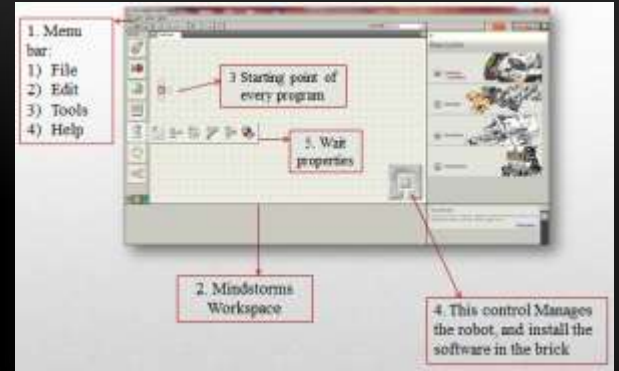 1. Menu
bar:
1) File
2) Edit
3) Tools
4) Help
3 Starting point of
every program
5. Wait
properties
2. Mindstorms
Workspace
4. This control Manages
the robot, and install the
software in the brick